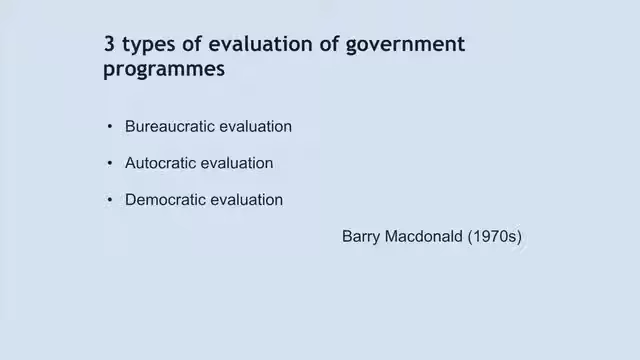 3 types of evaluation of government
programmes
• Bureaucratic evaluation
• Autocratic evaluation
• Democratic evaluation
Barry Macdonald (1970s)